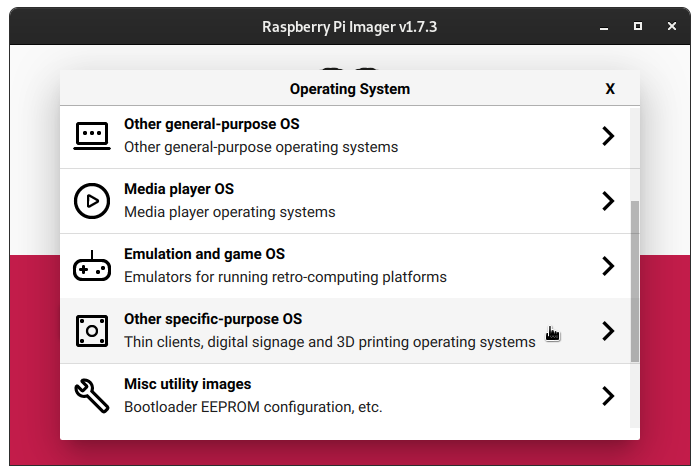 Raspberry Pi Imager v1.7.3
Operating System X
Other general-purpose OS
Other general-purpose operating systems
Media player OS
Media player operating systems
Emulation and game OS
Emulators for running retro-computing platforms
Other specific-purpose OS
Thin clients, digital signage and 3D printing operating systems
Misc utility images
Bootloader EEPROM configuration, etc.